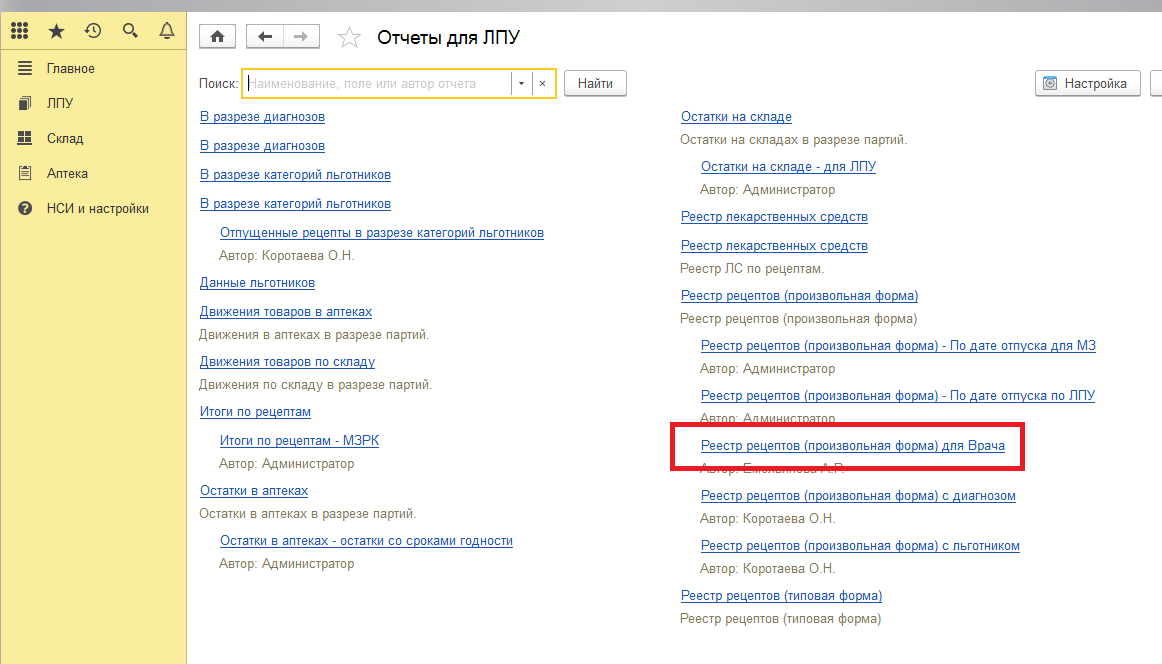 Отчеты для ЛПУ
Главное
ЛПУ
Склад
Аптека
НСИ и настройки
Поиск: Наименование, поле или автор отчета Найти Настройка
В разрезе диагнозов
В разрезе диагнозов
В разрезе категорий льготников
В разрезе категорий льготников
Отпущенные рецепты в разрезе категорий льготников
Автор: Коротаева О.Н.
Данные льготников
Движения товаров в аптеках
Движения в аптеках в разрезе партий.
Движения товаров по складу
Движения по складу в разрезе партий.
Итоги по рецептам
Итоги по рецептам - МЗРК
Автор: Администратор
Остатки в аптеках
Остатки в аптеках в разрезе партий.
Остатки в аптеках - остатки со сроками годности
Автор: Администратор
Остатки на складе
Остатки на складах в разрезе партий.
Остатки на складе - для ЛПУ
Автор: Администратор
Реестр лекарственных средств
Реестр лекарственных средств
Реестр ЛС по рецептам.
Реестр рецептов (произвольная форма)
Реестр рецептов (произвольная форма)
Реестр рецептов (произвольная форма) - По дате отпуска для МЗ
Автор: Администратор
Реестр рецептов (произвольная форма) - По дате отпуска по ЛПУ
Автор: Администратор
Реестр рецептов (произвольная форма) для Врача
Автор: Емельянова А.Р.
Реестр рецептов (произвольная форма) с диагнозом
Автор: Коротаева О.Н.
Реестр рецептов (произвольная форма) с льготником
Автор: Коротаева О.Н.
Реестр рецептов (типовая форма)
Реестр рецептов (типовая форма)